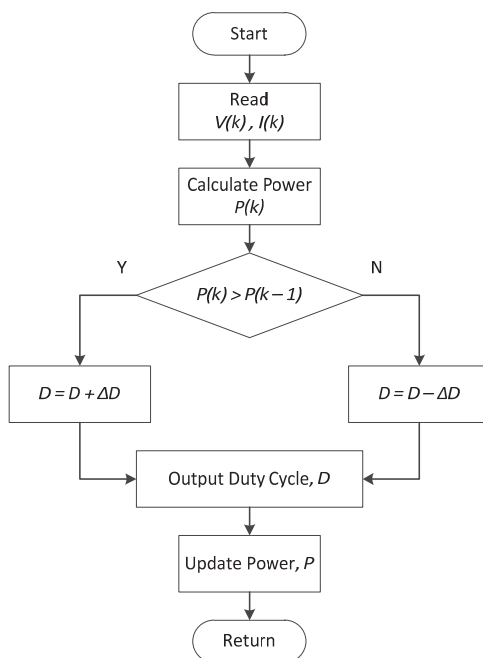 Start
Read
V(k) , I(k)
Calculate Power
P(k)
Y
N
P(k) > P(k – 1)
D = D + ΔD
D = D – ΔD
Output Duty Cycle, D
Update Power, P
Return